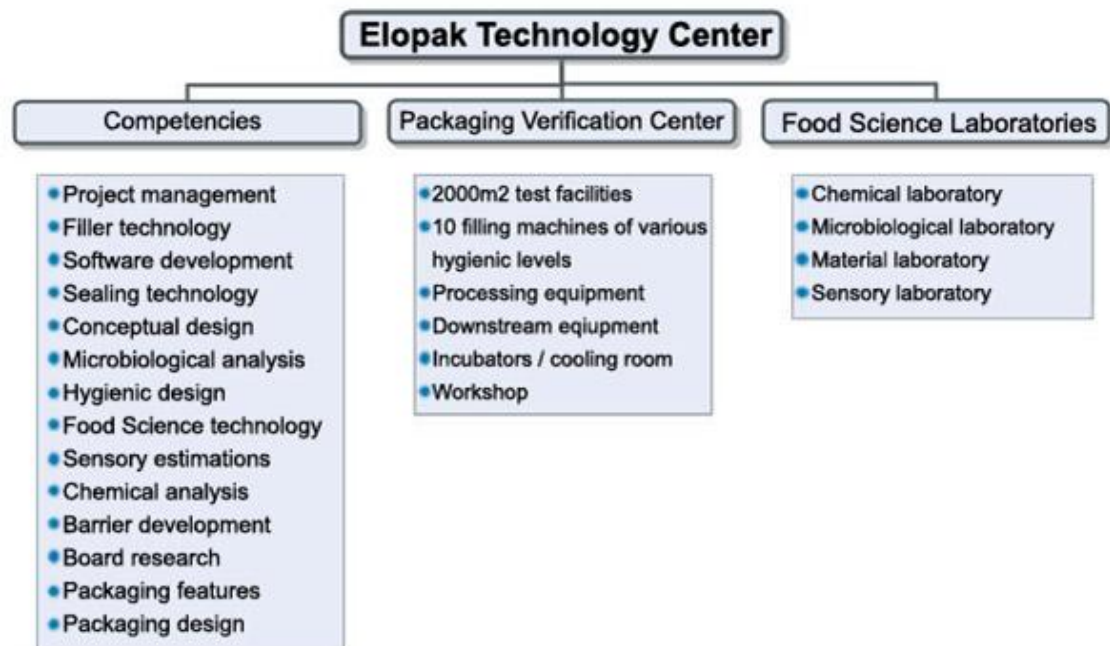 Elopak Technology Center
Competencies
Project management
Filler technology
Software development
Sealing technology
Conceptual design
Microbiological analysis
Hygienic design
Food Science technology
Sensory estimations
Chemical analysis
Barrier development
Board research
Packaging features
Packaging design
Packaging Verification Center
2000m2 test facilities
10 filling machines of various
hygienic levels
Processing equipment
Downstream eqiupment
Incubators / cooling room
Workshop
Food Science Laboratories
Chemical laboratory
Microbiological laboratory
Material laboratory
Sensory laboratory